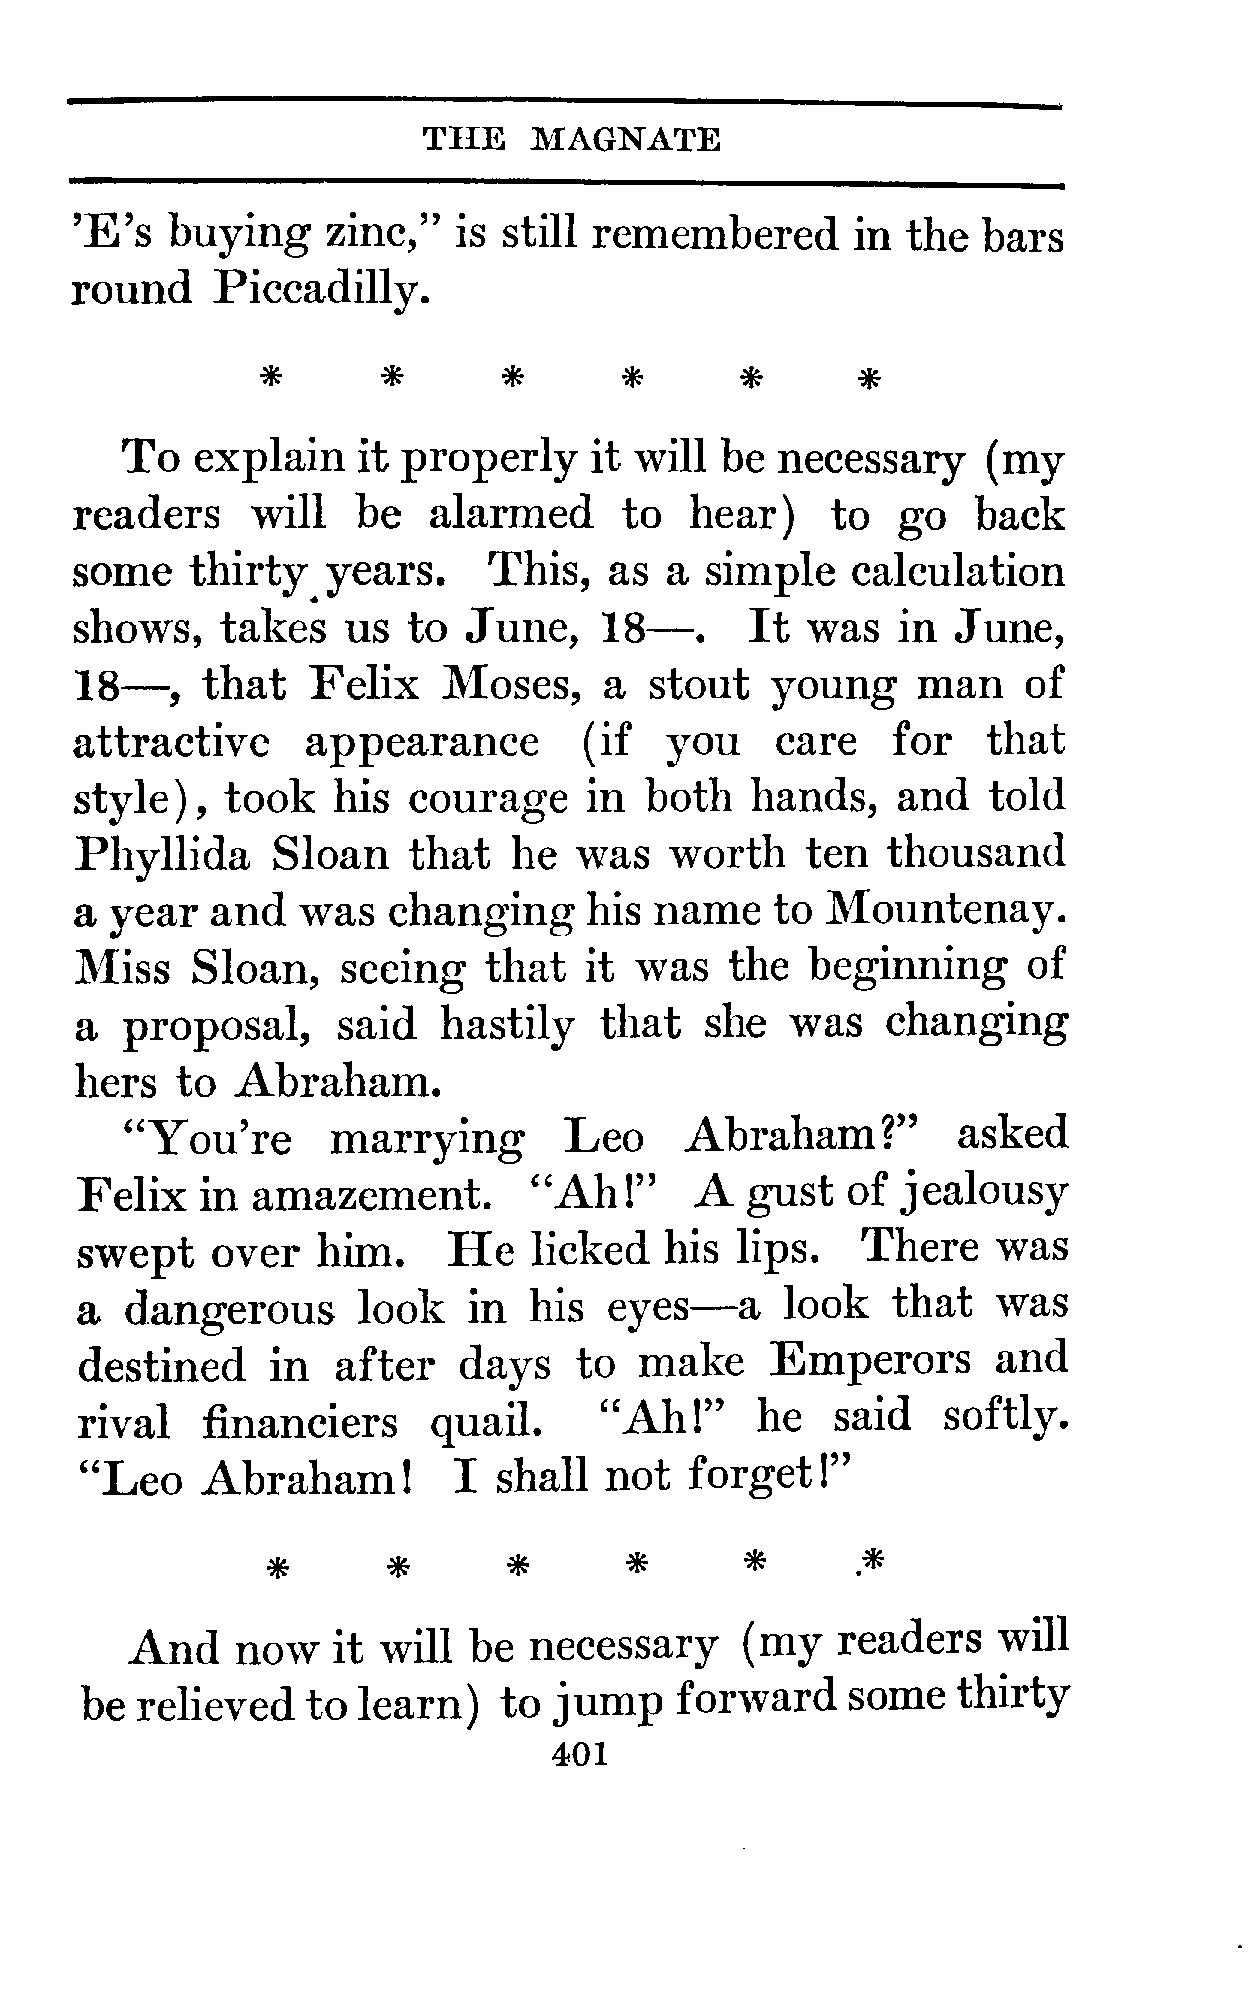 THE MAGNATE
'E's buying zinc," is still remembered in the bars
round Piccadilly.
* * * * * *
To explain it properly it will be necessary (my
readers will be alarmed to hear) to go back
some thirty years. This, as a simple calculation
shows, takes us to June, 18—. It was in June,
18—, that Felix Moses, a stout young man of
attractive appearance (if you care for that
style), took his courage in both hands, and told
Phyllida Sloan that he was worth ten thousand
a year and was changing his name to Mountenay.
Miss Sloan, seeing that it was the beginning of
a proposal, said hastily that she was changing
hers to Abraham.
"You're marrying Leo Abraham?" asked
Felix in amazement. "Ah!" A gust of jealousy
swept over him. He licked his lips. There was
a dangerous look in his eyes—a look that was
destined in after days to make Emperors and
rival financiers quail. "Ah!" he said softly.
"Leo Abraham! I shall not forget!"
* * * * * *
And now it will be necessary (my readers will
be relieved to learn) to jump forward some thirty
401